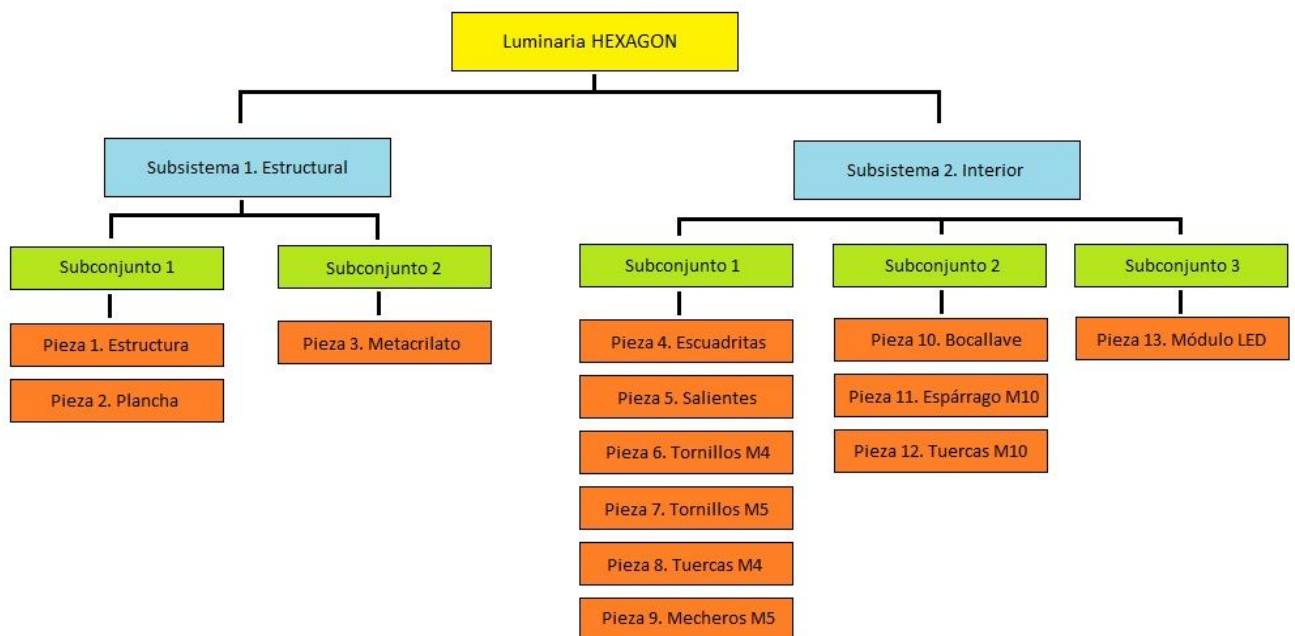 Luminaria HEXAGON
Subsistema 1. Estructural
Subsistema 2. Interior
Subconjunto 1
Subconjunto 2
Subconjunto 1
Subconjunto 2
Subconjunto 3
Pieza 1. Estructura
Pieza 2. Plancha
Pieza 3. Metacrilato
Pieza 4. Escuadritas
Pieza 5. Salientes
Pieza 6. Tornillos M4
Pieza 7. Tornillos M5
Pieza 8. Tuercas M4
Pieza 9. Mecheros M5
Pieza 10. Bocallave
Pieza 11. Espárrago M10
Pieza 12. Tuercas M10
Pieza 13. Módulo LED